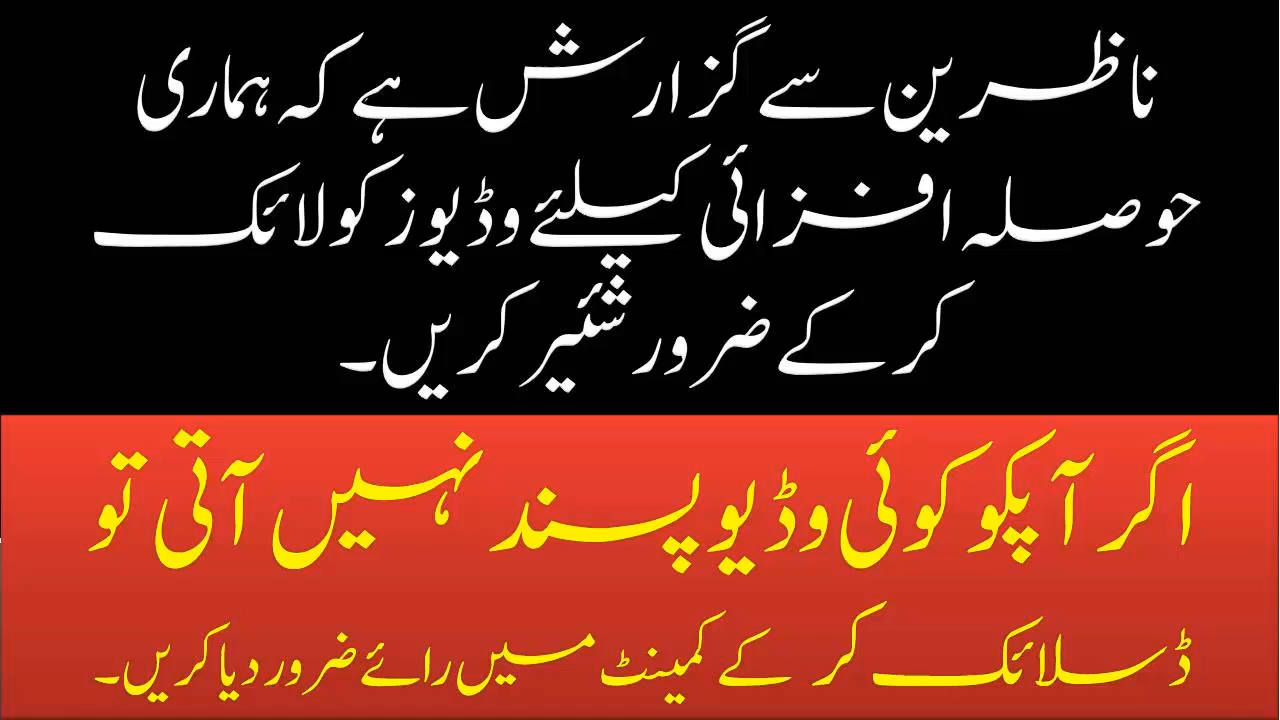 ناظرین سے گزارش ہے کہ ہماری
حوصلہ افزائی کیلئے وڈیوز کو لائک
کر کے ضرور شئیر کریں۔
اگر آپکو کوئی وڈیو پسند نہیں آتی تو
ڈسلائک کر کے کمینٹ میں رائے ضرور دیا کریں۔